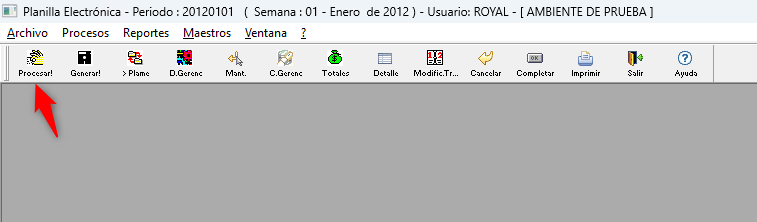 Planilla Electrónica - Periodo : 20120101 ( Semana : 01 - Enero de 2012 ) - Usuario: ROYAL - [ AMBIENTE DE PRUEBA ]
Archivo Procesos Reportes Maestros Ventana ?
Procesar! Generar! > Plame D.Gerenc Mant. C.Gerenc Totales Detalle Modific.Tr... Cancelar Completar Imprimir Salir Ayuda